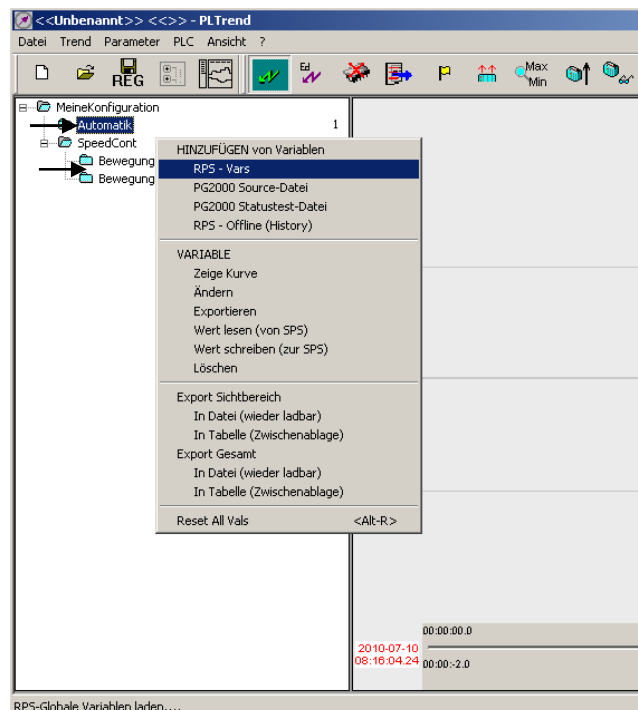 <<Unbenannt>> <<>> - PLTrend
Datei Trend Parameter PLC Ansicht ?
REG
Ed
Max
Min
MeineKonfiguration
Automatik 1
SpeedCont
Bewegung
Bewegung
HINZUFÜGEN von Variablen
RPS - Vars
PG2000 Source-Datei
PG2000 Statustest-Datei
RPS - Offline (History)
VARIABLE
Zeige Kurve
Ändern
Exportieren
Wert lesen (von SPS)
Wert schreiben (zur SPS)
Löschen
Export Sichtbereich
In Datei (wieder ladbar)
In Tabelle (Zwischenablage)
Export Gesamt
In Datei (wieder ladbar)
In Tabelle (Zwischenablage)
Reset All Vals <Alt-R>
00:00:00.0
2010-07-10
08:16:04.24
00:00:-2.0
RPS-Globale Variablen laden....